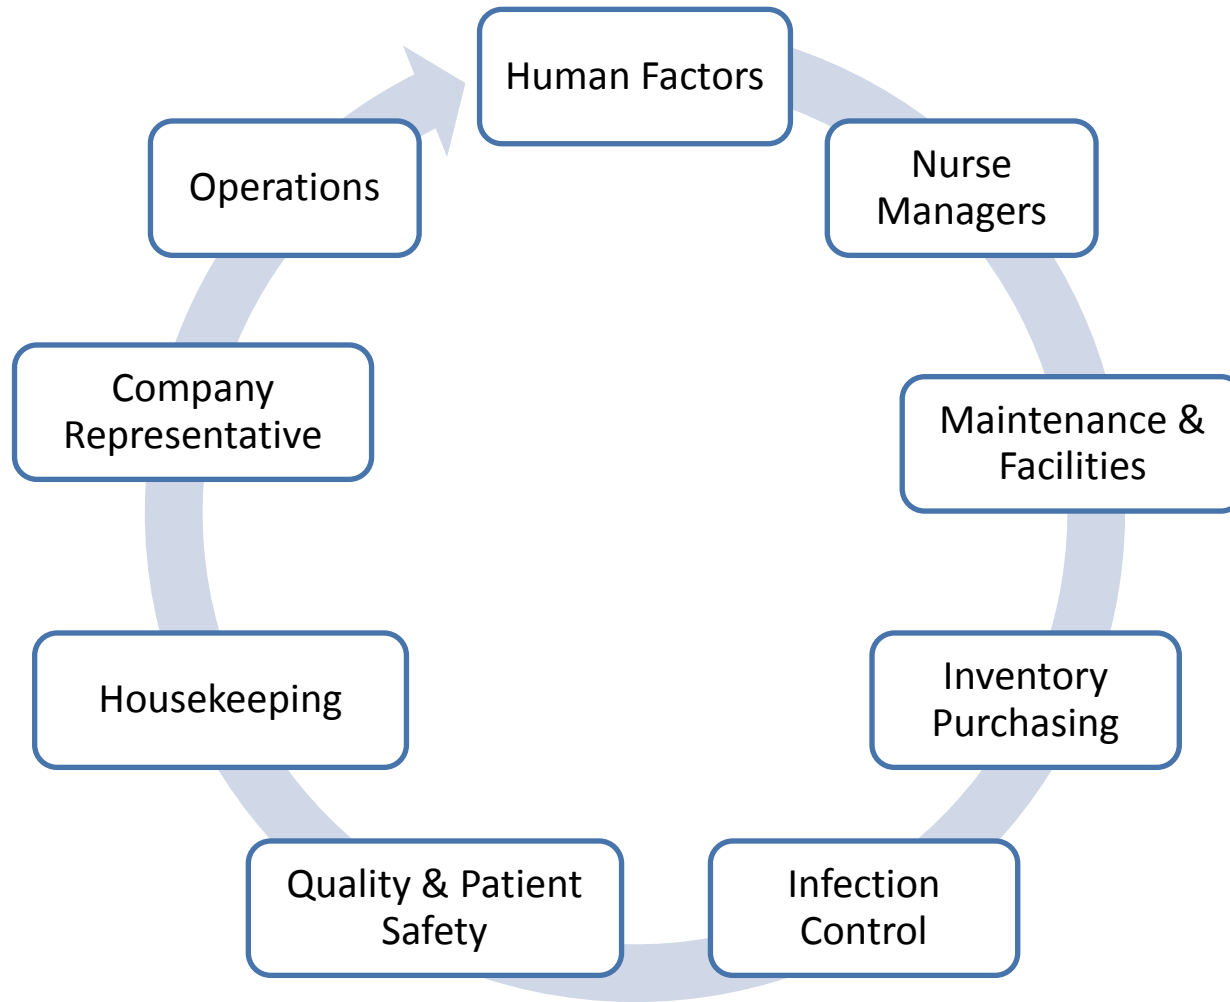 Human Factors
Nurse
Managers
Maintenance &
Facilities
Inventory
Purchasing
Infection
Control
Quality & Patient
Safety
Housekeeping
Company
Representative
Operations